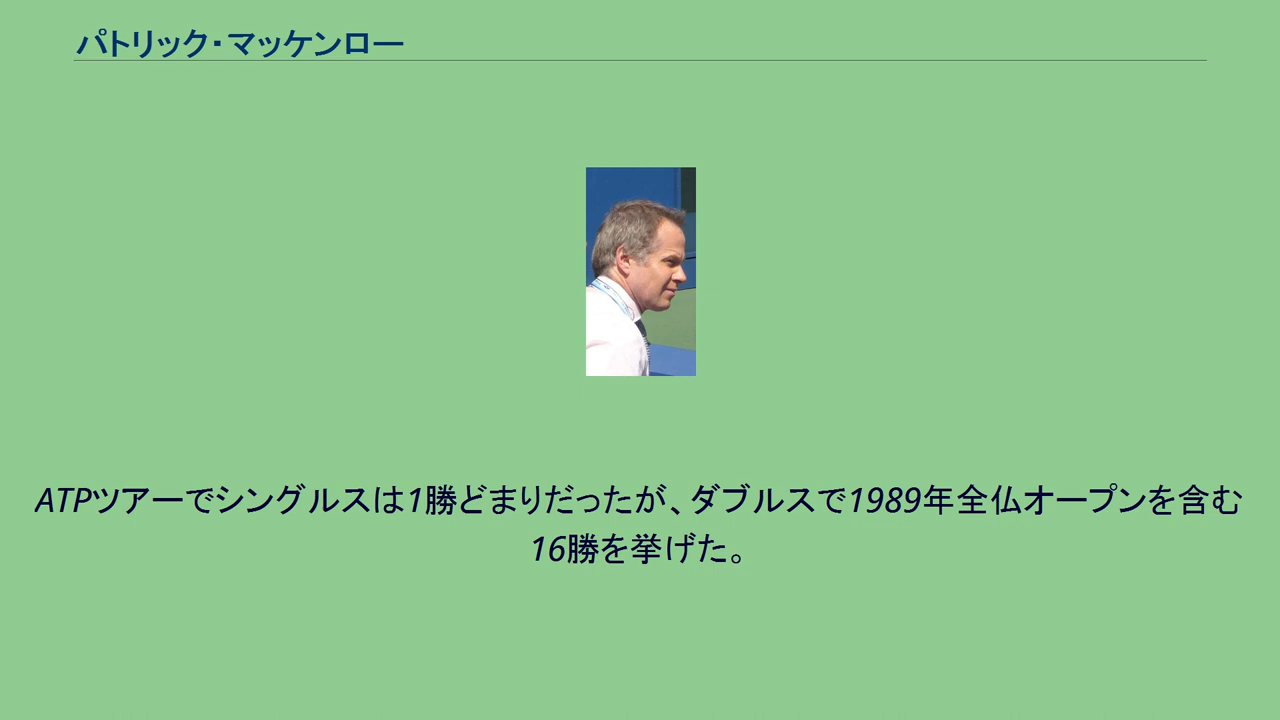 パトリック・マッケンロー
ATPツアーでシングルスは1勝どまりだったが、ダブルスで1989年全仏オープンを含む
16勝を挙げた。